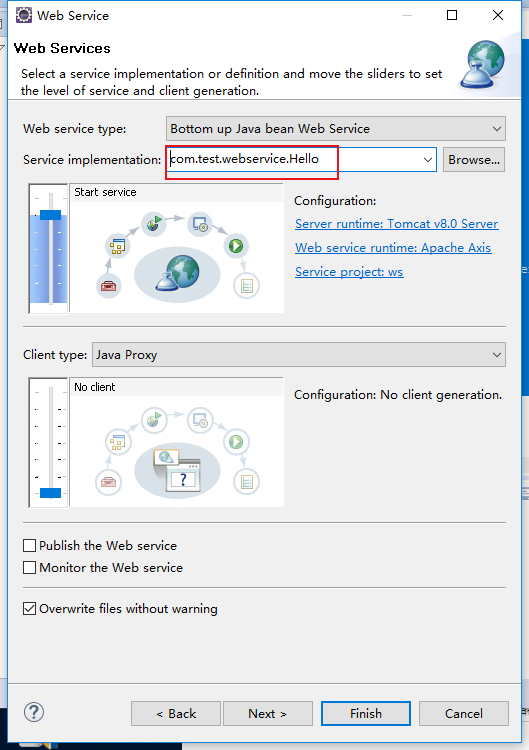 Web Service
Web Services
Select a service implementation or definition and move the sliders to set
the level of service and client generation.
Web service type: Bottom up Java bean Web Service
Service implementation: com.test.webservice.Hello Browse...
Start service
Configuration:
Server runtime: Tomcat v8.0 Server
Web service runtime: Apache Axis
Service project: ws
Client type: Java Proxy
No client
Configuration: No client generation.
?
Publish the Web service
Monitor the Web service
Overwrite files without warning
? < Back Next > Finish Cancel